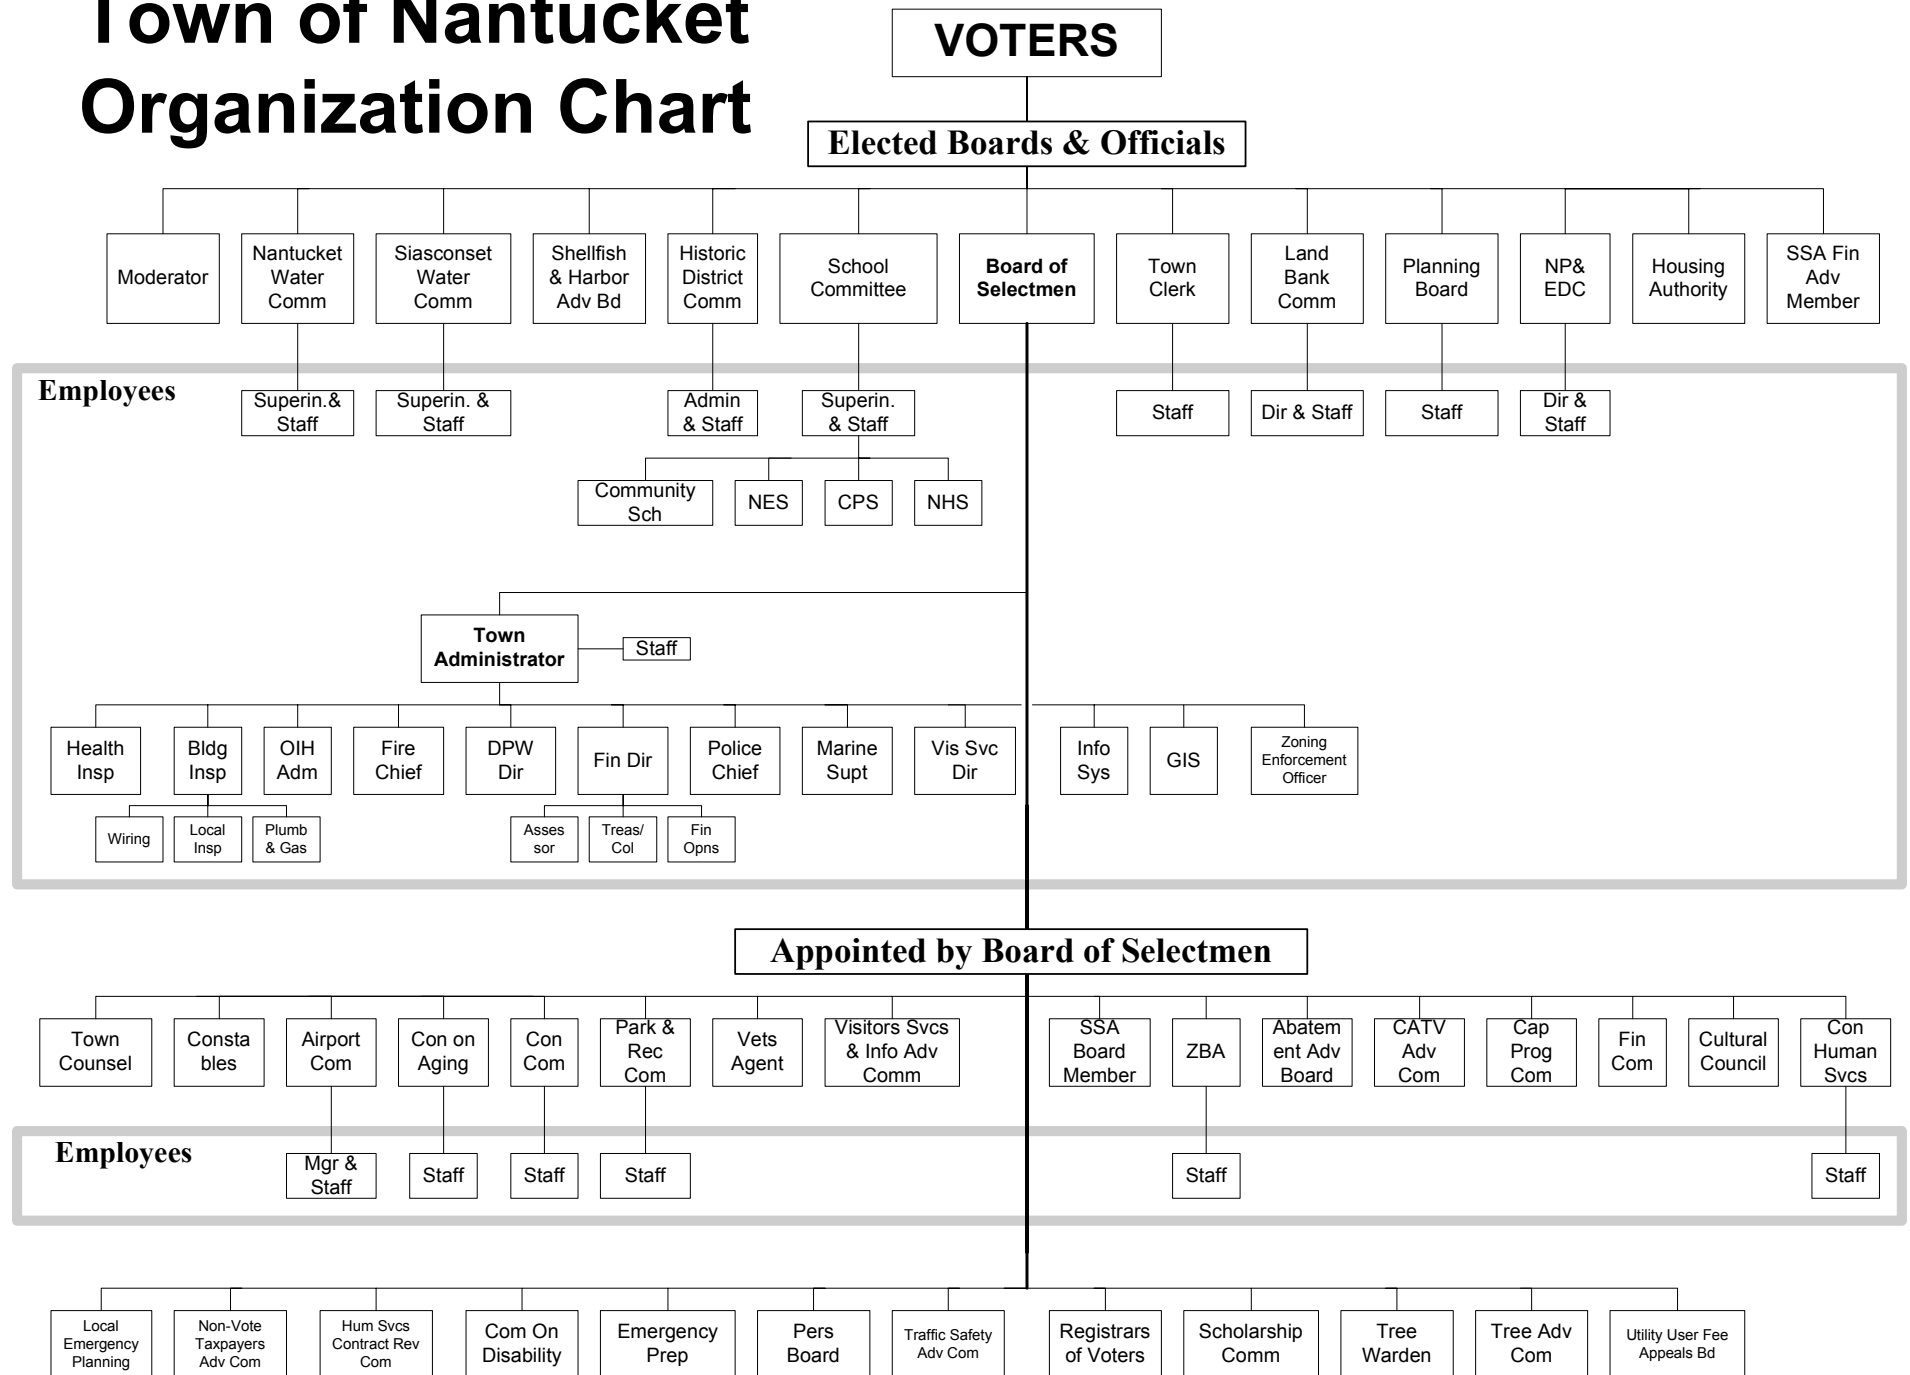 Town of Nantucket
Organization Chart
VOTERS
Elected Boards & Officials
Moderator
Nantucket
Water
Comm
Siasconset
Water
Comm
Shellfish
& Harbor
Adv Bd
Historic
District
Comm
School
Committee
Board of
Selectmen
Town
Clerk
Land
Bank
Comm
Planning
Board
NP&
EDC
Housing
Authority
SSA Fin
Adv
Member
Employees
Superin.&
Staff
Superin. &
Staff
Admin
& Staff
Superin.
& Staff
Staff
Dir & Staff
Staff
Dir &
Staff
Community
Sch
NES
CPS
NHS
Town
Administrator
Staff
Health
Insp
Bldg
Insp
OIH
Adm
Fire
Chief
DPW
Dir
Fin Dir
Police
Chief
Marine
Supt
Vis Svc
Dir
Info
Sys
GIS
Zoning
Enforcement
Officer
Wiring
Local
Insp
Plumb
& Gas
Asses
sor
Treas/
Col
Fin
Opns
Appointed by Board of Selectmen
Town
Counsel
Consta
bles
Airport
Com
Con on
Aging
Con
Com
Park &
Rec
Com
Vets
Agent
Visitors Svcs
& Info Adv
Comm
SSA
Board
Member
ZBA
Abatem
ent Adv
Board
CATV
Adv
Com
Cap
Prog
Com
Fin
Com
Cultural
Council
Con
Human
Svcs
Employees
Mgr &
Staff
Staff
Staff
Staff
Staff
Staff
Local
Emergency
Planning
Non-Vote
Taxpayers
Adv Com
Hum Svcs
Contract Rev
Com
Com On
Disability
Emergency
Prep
Pers
Board
Traffic Safety
Adv Com
Registrars
of Voters
Scholarship
Comm
Tree
Warden
Tree Adv
Com
Utility User Fee
Appeals Bd